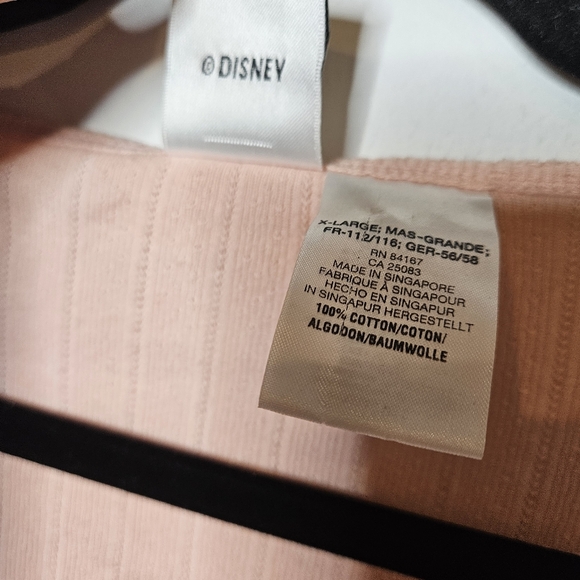 © DISNEY
X-LARGE; MAS-GRANDE;
FR-112/116; GER-56/58
RN 84167
CA 25083
MADE IN SINGAPORE
FABRIQUE À SINGAPOUR
HECHO EN SINGAPUR
IN SINGAPUR HERGESTELLT
100% COTTON/COTON/
ALGODON/BAUMWOLLE